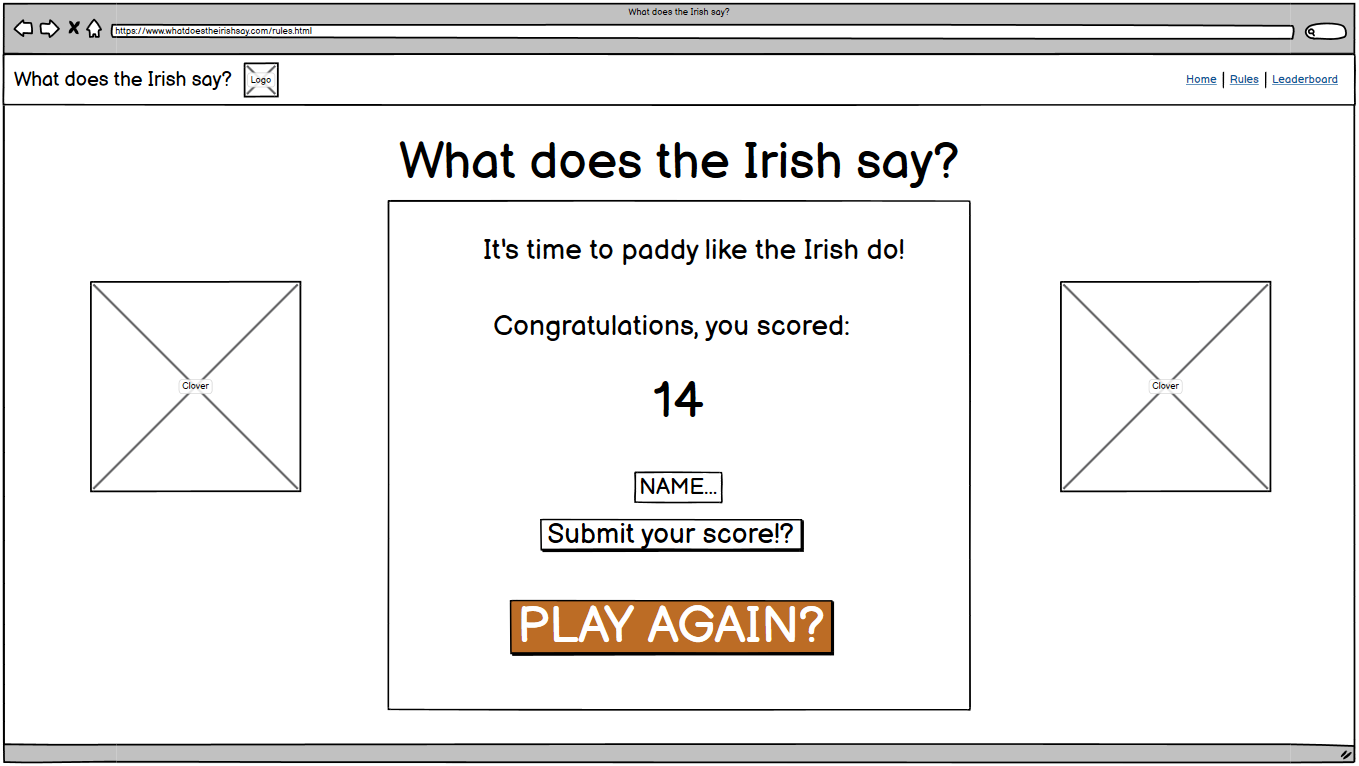 What does the Irish say?
https://www.whatdoestheirishsay.com/rules.html
What does the Irish say? Logo Home | Rules | Leaderboard
What does the Irish say?
It's time to paddy like the Irish do!
Congratulations, you scored:
14
Clover
Clover
NAME...
Submit your score!?
PLAY AGAIN?